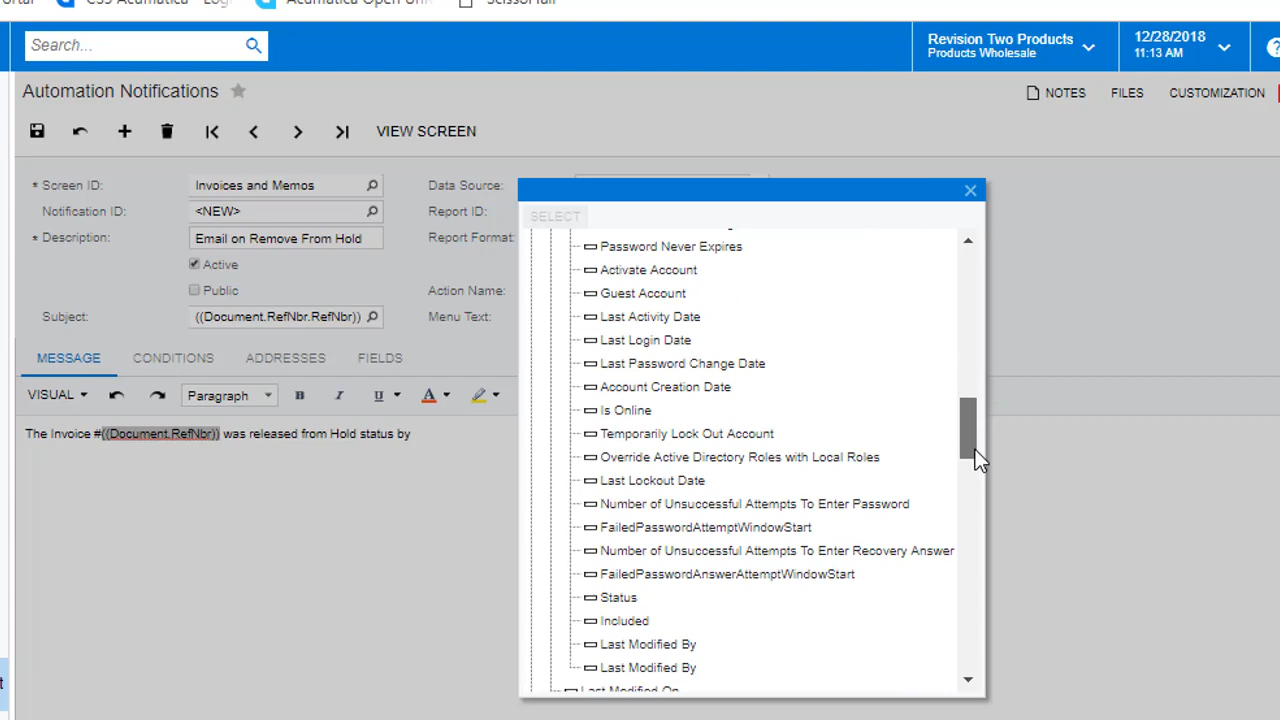 CS3 Acumatica - Logi
Search...
Revision Two Products
Products Wholesale
12/28/2018
11:13 AM
Automation Notifications
NOTES
FILES
CUSTOMIZATION
VIEW SCREEN
* Screen ID:
Invoices and Memos
Data Source:
Notification ID:
<NEW>
Report ID:
* Description:
Email on Remove From Hold
Report Format:
Active
Public
Action Name:
Subject:
((Document.RefNbr.RefNbr))
Menu Text:
MESSAGE
CONDITIONS
ADDRESSES
FIELDS
VISUAL
Paragraph
B
I
U
A
The Invoice #((Document.RefNbr)) was released from Hold status by
SELECT
Password Never Expires
Activate Account
Guest Account
Last Activity Date
Last Login Date
Last Password Change Date
Account Creation Date
Is Online
Temporarily Lock Out Account
Override Active Directory Roles with Local Roles
Last Lockout Date
Number of Unsuccessful Attempts To Enter Password
FailedPasswordAttemptWindowStart
Number of Unsuccessful Attempts To Enter Recovery Answer
FailedPasswordAnswerAttemptWindowStart
Status
Included
Last Modified By
Last Modified By
Last Modified On